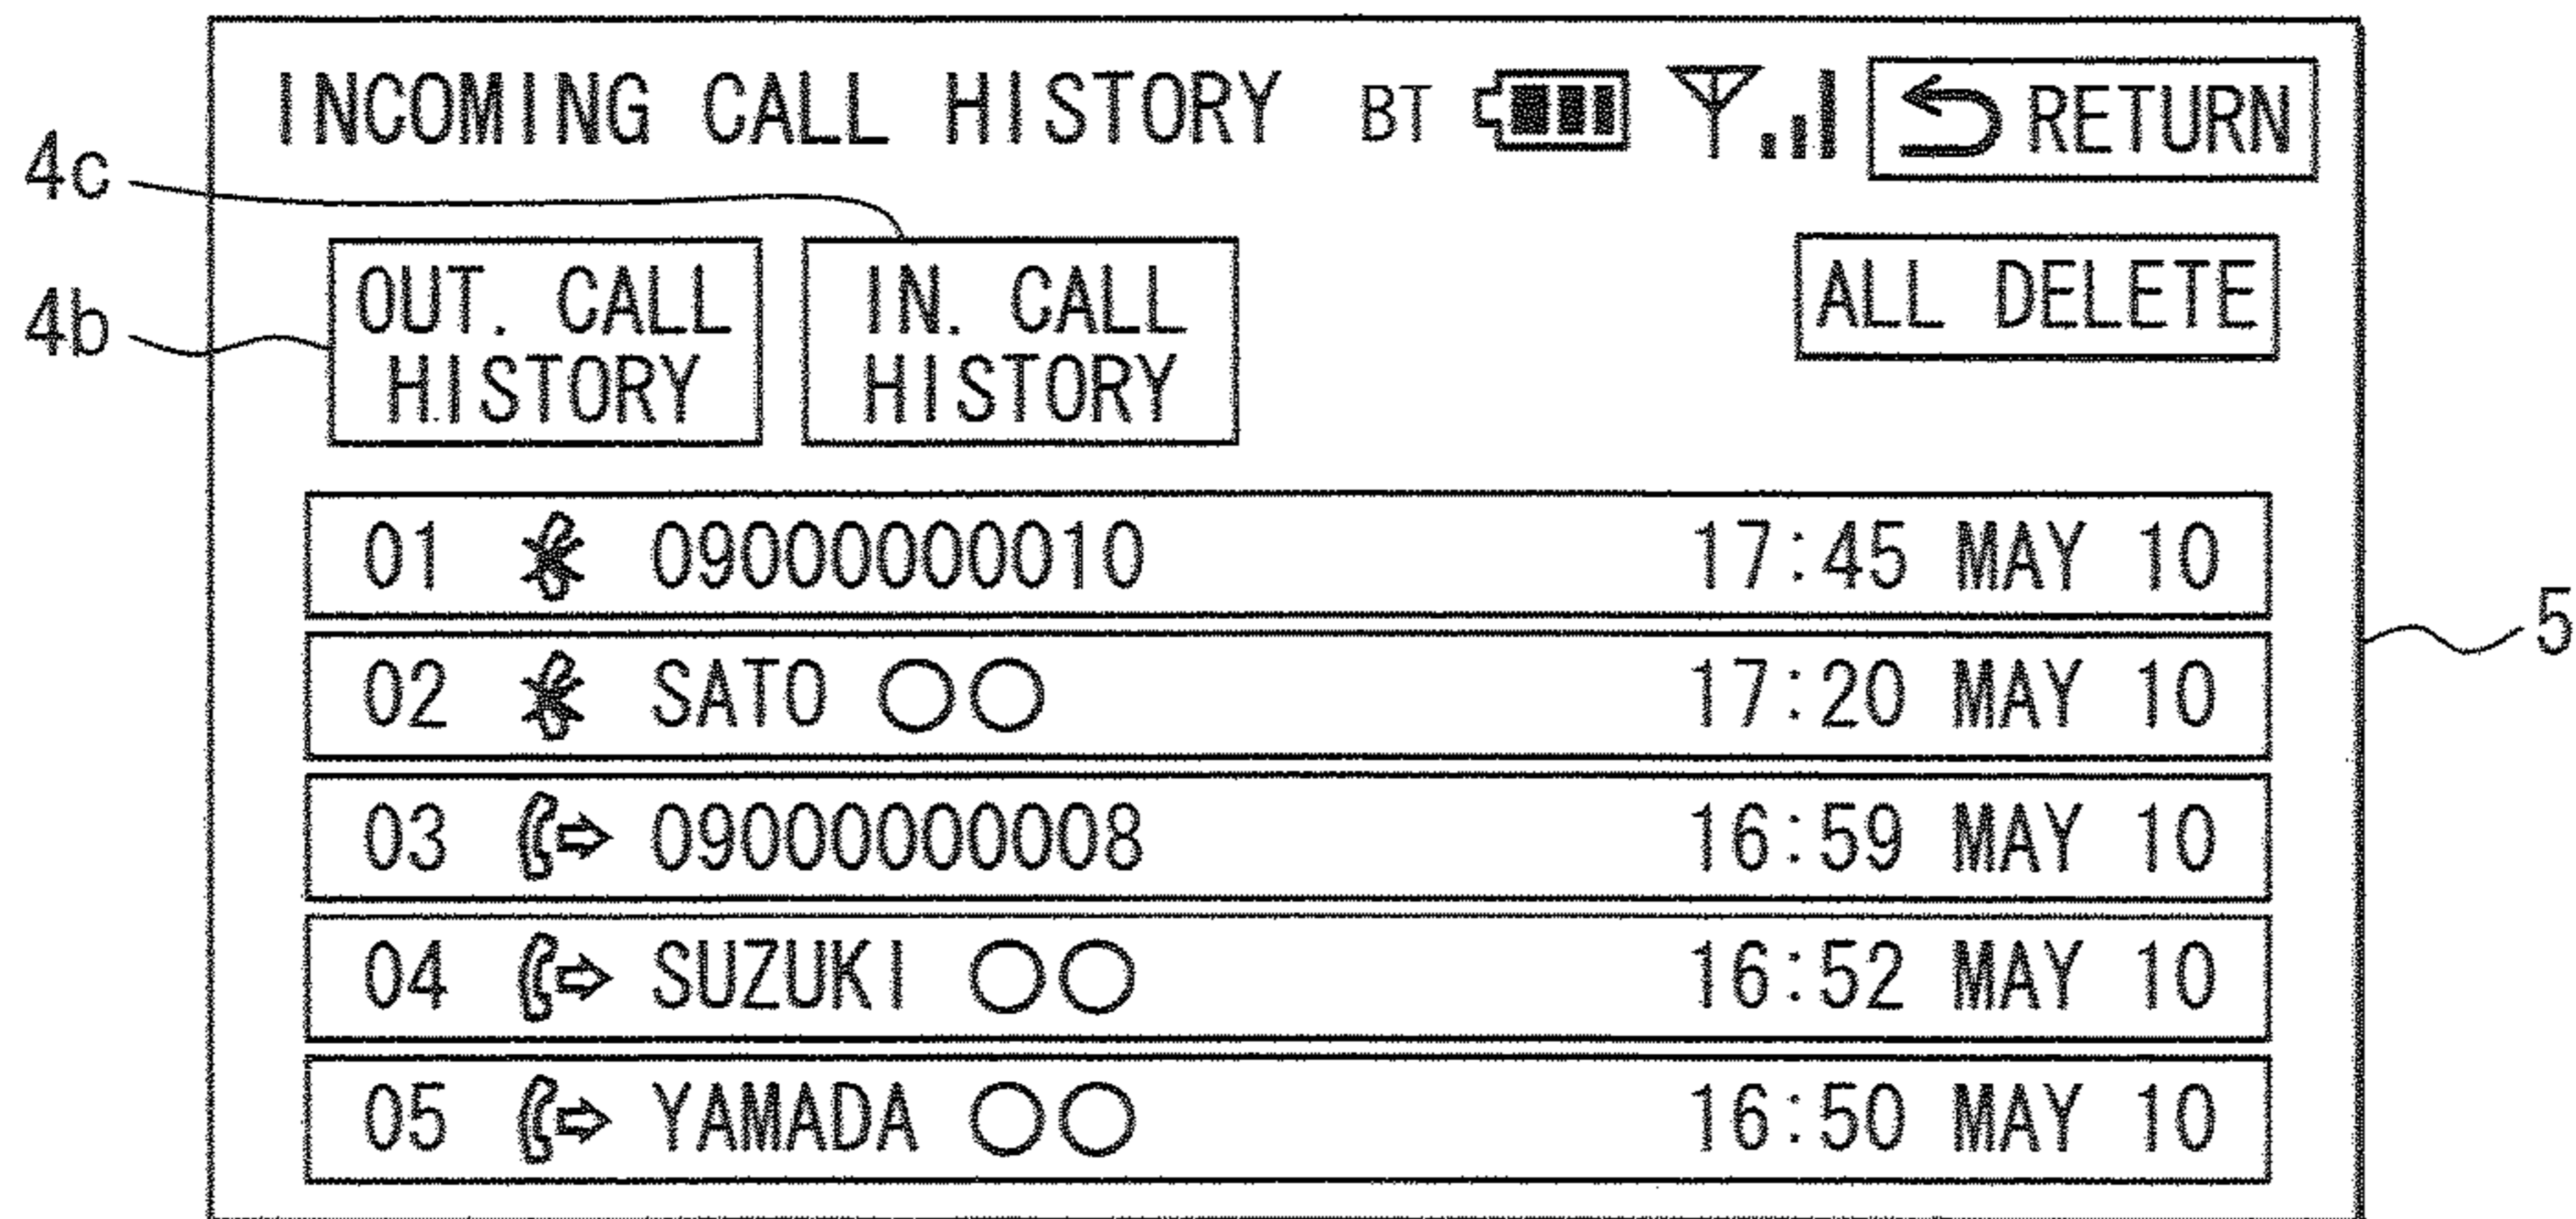 INCOMING CALL HISTORY BT RETURN
4c
OUT. CALL HISTORY
IN. CALL HISTORY
ALL DELETE
4b
01 09000000010 17:45 MAY 10
02 SATO ○○ 17:20 MAY 10
03 09000000008 16:59 MAY 10
5
04 SUZUKI ○○ 16:52 MAY 10
05 YAMADA ○○ 16:50 MAY 10